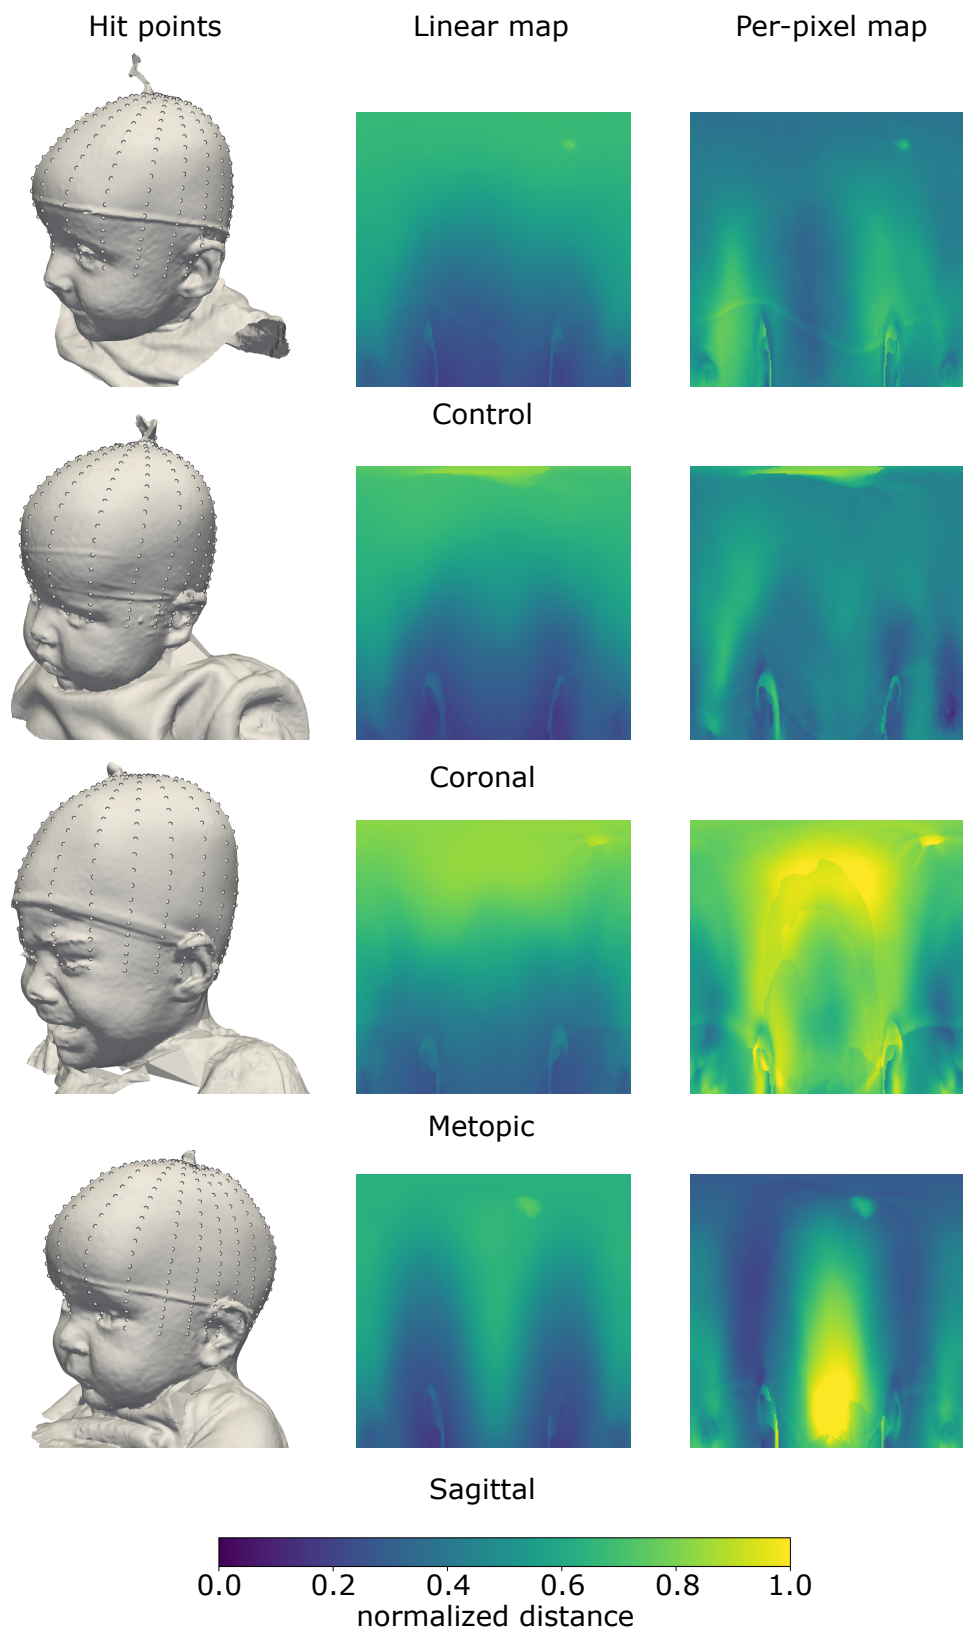 Hit points Linear map Per-pixel map
Control
Coronal
Metopic
Sagittal
0.0 0.2 0.4 0.6 0.8 1.0
normalized distance